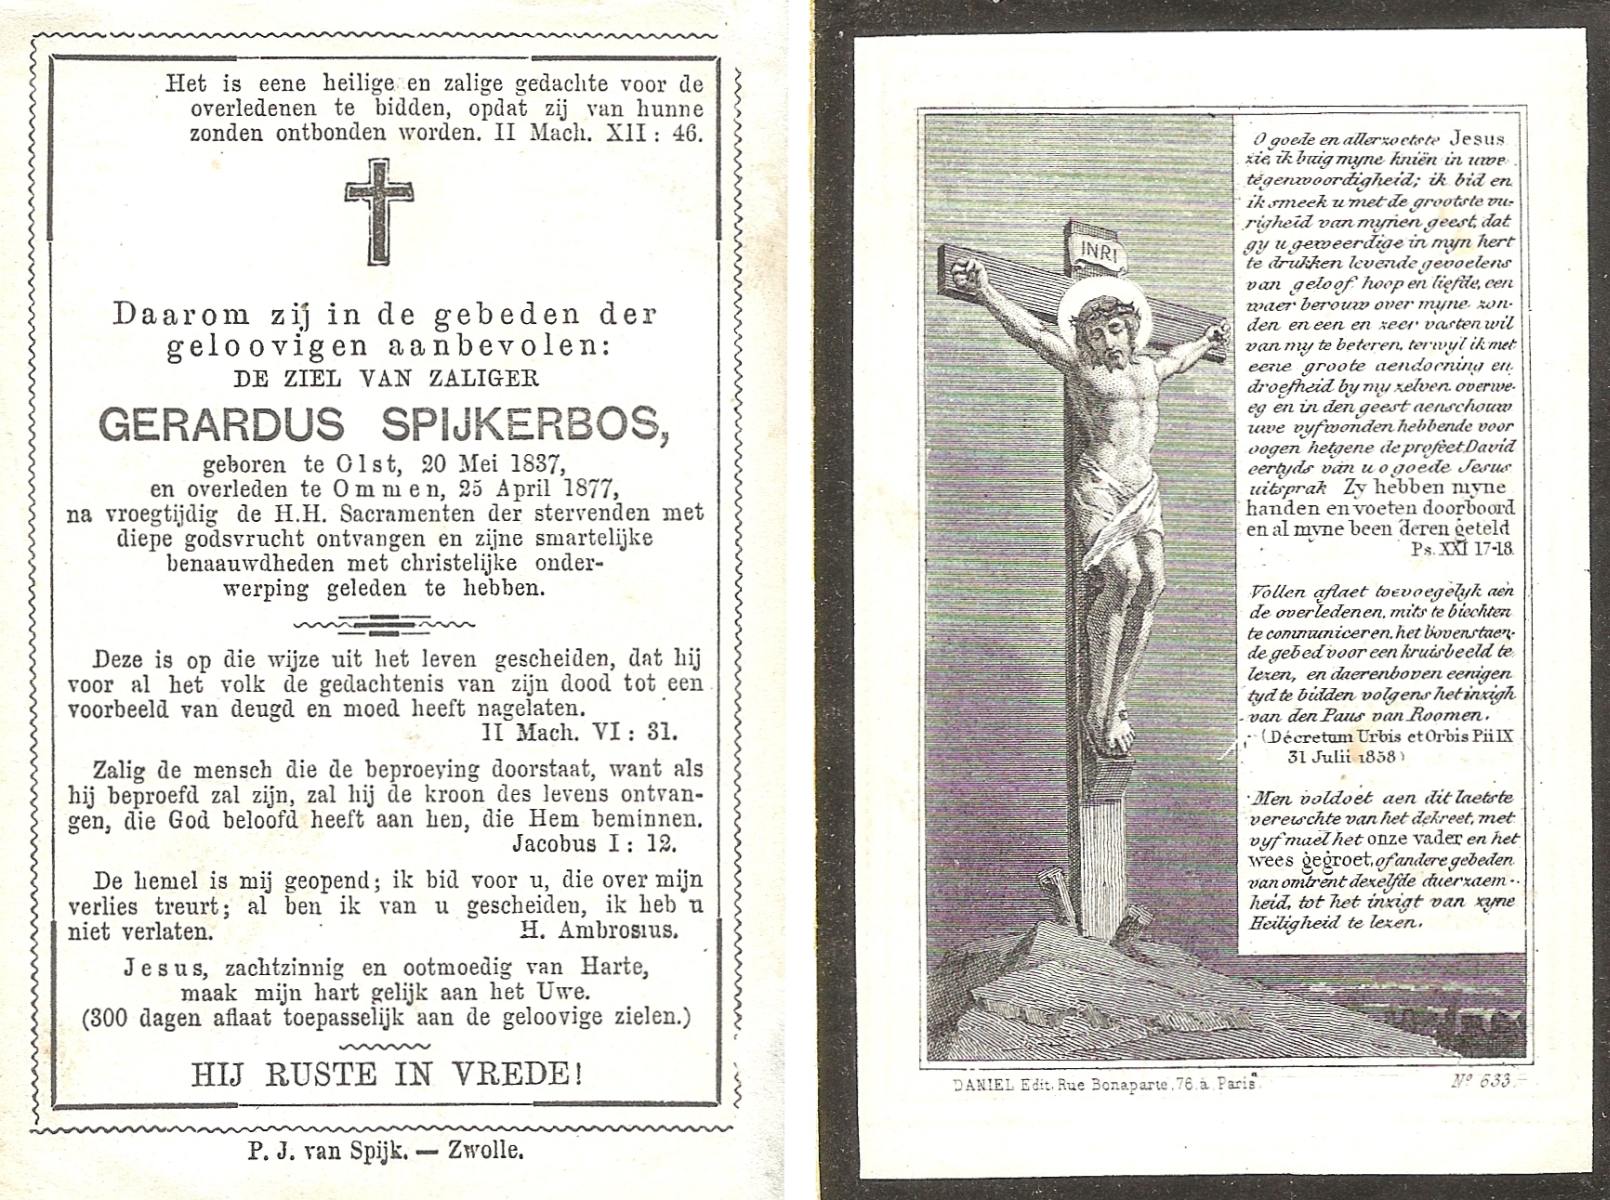 Het is eene heilige en zalige gedachte voor de
overledenen te bidden, opdat zij van hunne
zonden ontbonden worden. II Mach. XII : 46.
Daarom zij in de gebeden der
geloovigen aanbevolen:
DE ZIEL VAN ZALIGER
GERARDUS SPIJKERBOS,
geboren te Olst, 20 Mei 1837,
en overleden te Ommen, 25 April 1877,
na vroegtijdig de H.H. Sacramenten der stervenden met
diepe godsvrucht ontvangen en zijne smartelijke
benaauwdheden met christelijke onder-
werping geleden te hebben.
Deze is op die wijze uit het leven gescheiden, dat hij
voor al het volk de gedachtenis van zijn dood tot een
voorbeeld van deugd en moed heeft nagelaten.
II Mach. VI : 31.
Zalig de mensch die de beproeving doorstaat, want als
hij beproefd zal zijn, zal hij de kroon des levens ontvan-
gen, die God beloofd heeft aan hen, die Hem beminnen.
Jacobus I : 12.
De hemel is mij geopend; ik bid voor u, die over mijn
verlies treurt; al ben ik van u gescheiden, ik heb u
niet verlaten. H. Ambrosius.
Jesus, zachtzinnig en ootmoedig van Harte,
maak mijn hart gelijk aan het Uwe.
(300 dagen aflaat toepasselijk aan de geloovige zielen.)
HIJ RUSTE IN VREDE!
P. J. van Spijk. — Zwolle.
INRI
O goede en allerzoetste Jesus
zie, ik buig myne kniën in uwe
tegenwoordigheid; ik bid en
ik smeek u met de grootste vu-
righeid van mynen geest, dat
gy u geweerdige in myn hert
te drukken levende gevoelens
van geloof hoop en liefde, een
waer berouw over myne zon-
den en een en zeer vasten wil
van my te beteren, terwyl ik met
eene groote aendoening en
droefheid by my zelven overwe-
eg en in den geest aenschouw
uwe vyf wonden hebbende voor
oogen hetgene de profeet David
eertyds van u o goede Jesus
uitsprak Zy hebben myne
handen en voeten doorboord
en al myne been deren geteld
Ps. XXI 17-18.
Vollen aflaet toevoegelyk aen
de overledenen, mits te biechten
te communiceren, het bovenstaen-
de gebed voor een kruisbeeld te
lezen, en daerenboven eenigen
tyd te bidden volgens het inzigh
van den Paus van Roomen.
(Décretum Urbis et Orbis Pii IX
31 Julii 1858)
Men voldoet aen dit laetste
vereischte van het dekreet, met
vyf mael het onze vader en het
wees gegroet, of andere gebeden
van omtrent dezelfde duerzaem-
heid, tot het inzigt van zyne
Heiligheid te lezen.
DANIEL Edit. Rue Bonaparte, 76, à Paris.
Nº 633.